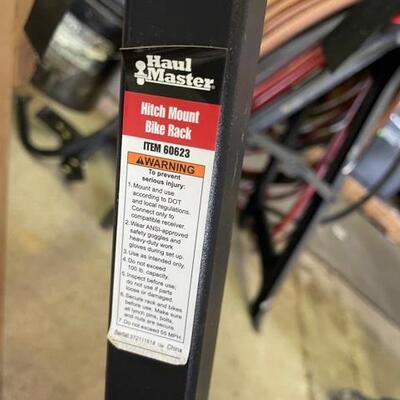 Haul
Master®
Hitch Mount
Bike Rack
ITEM 60623
WARNING
To prevent
serious injury:
1. Mount and use
according to DOT
and local regulations.
Connect only to
compatible receiver.
2. Wear ANSI-approved
safety goggles and
heavy-duty work
gloves during set up.
3. Use as intended only.
4. Do not exceed
100 lb. capacity.
5. Inspect before use;
do not use if parts
loose or damaged.
6. Secure rack and bikes
before use. Make sure
all lynch pins, bolts,
and nuts are secure.
7. Do not exceed 55 MPH.
China